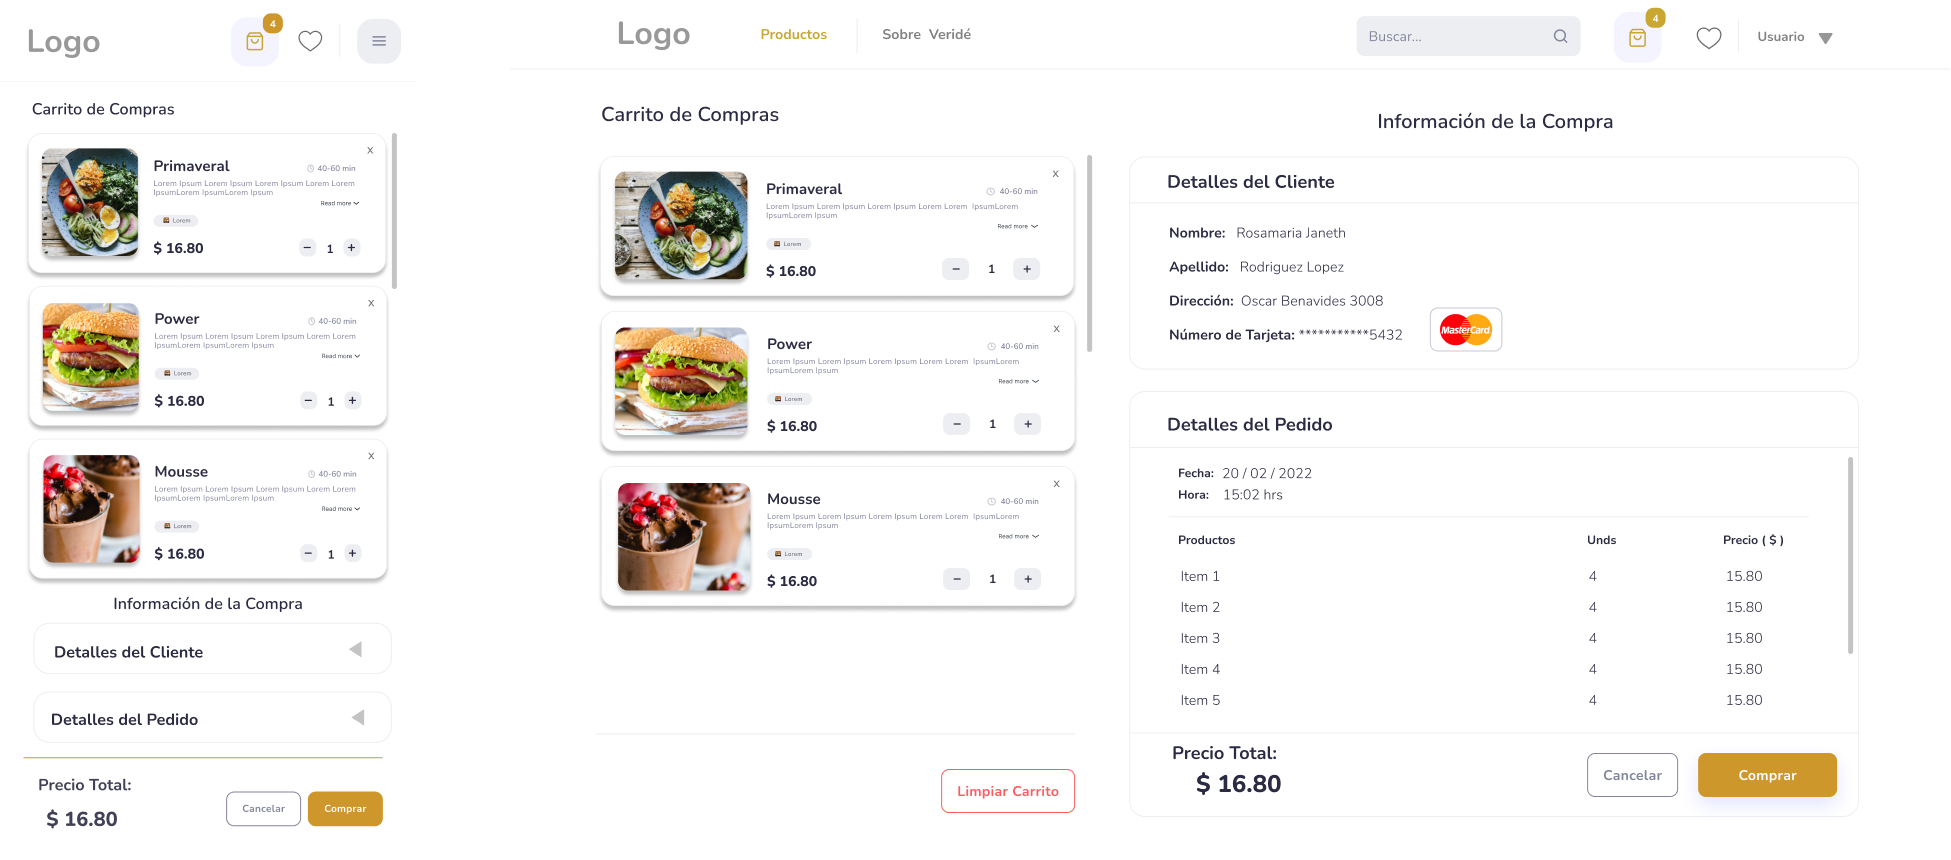 Logo
4
Carrito de Compras
x
Primaveral
40-60 min
Lorem Ipsum Lorem Ipsum Lorem Ipsum Lorem Lorem
IpsumLorem IpsumLorem Ipsum
Read more
Lorem
$ 16.80
− 1 +
x
Power
40-60 min
Lorem Ipsum Lorem Ipsum Lorem Ipsum Lorem Lorem
IpsumLorem IpsumLorem Ipsum
Read more
Lorem
$ 16.80
− 1 +
x
Mousse
40-60 min
Lorem Ipsum Lorem Ipsum Lorem Ipsum Lorem Lorem
IpsumLorem IpsumLorem Ipsum
Read more
Lorem
$ 16.80
− 1 +
Información de la Compra
Detalles del Cliente
Detalles del Pedido
Precio Total:
$ 16.80
Cancelar
Comprar
Logo
Productos
Sobre Veridé
Buscar...
4
Usuario
Carrito de Compras
x
Primaveral
40-60 min
Lorem Ipsum Lorem Ipsum Lorem Ipsum Lorem Lorem IpsumLorem
IpsumLorem Ipsum
Read more
Lorem
$ 16.80
− 1 +
x
Power
40-60 min
Lorem Ipsum Lorem Ipsum Lorem Ipsum Lorem Lorem IpsumLorem
IpsumLorem Ipsum
Read more
Lorem
$ 16.80
− 1 +
x
Mousse
40-60 min
Lorem Ipsum Lorem Ipsum Lorem Ipsum Lorem Lorem IpsumLorem
IpsumLorem Ipsum
Read more
Lorem
$ 16.80
− 1 +
Limpiar Carrito
Información de la Compra
Detalles del Cliente
Nombre: Rosamaria Janeth
Apellido: Rodriguez Lopez
Dirección: Oscar Benavides 3008
Número de Tarjeta: ***********5432
MasterCard
Detalles del Pedido
Fecha: 20 / 02 / 2022
Hora: 15:02 hrs
Productos Unds Precio ( $ )
Item 1 4 15.80
Item 2 4 15.80
Item 3 4 15.80
Item 4 4 15.80
Item 5 4 15.80
Precio Total:
$ 16.80
Cancelar
Comprar